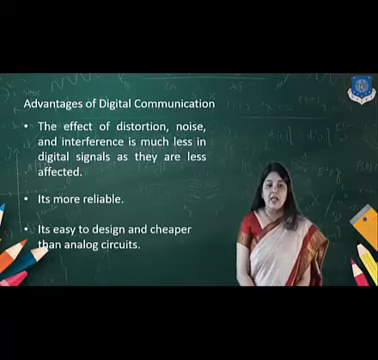 Advantages of Digital Communication
• The effect of distortion, noise,
and interference is much less in
digital signals as they are less
affected.
• Its more reliable.
• Its easy to design and cheaper
than analog circuits.